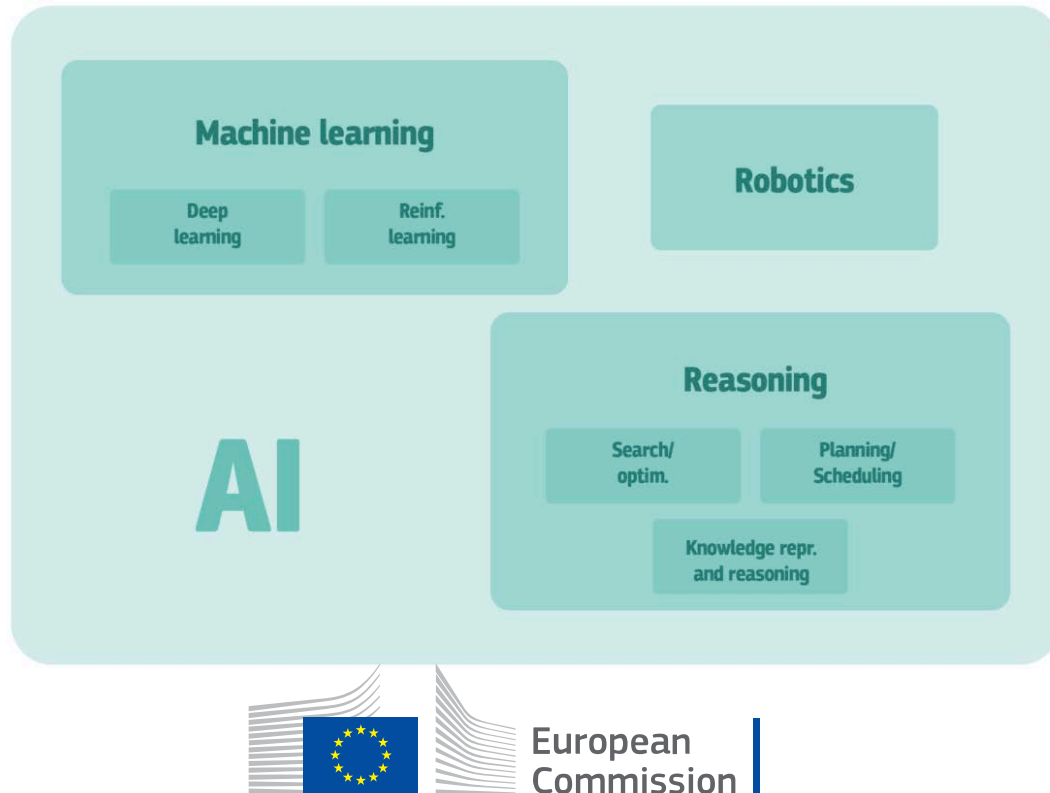 Machine learning
Deep
learning
Reinf.
learning
Robotics
Reasoning
Search/
optim.
Planning/
Scheduling
Knowledge repr.
and reasoning
AI
European
Commission